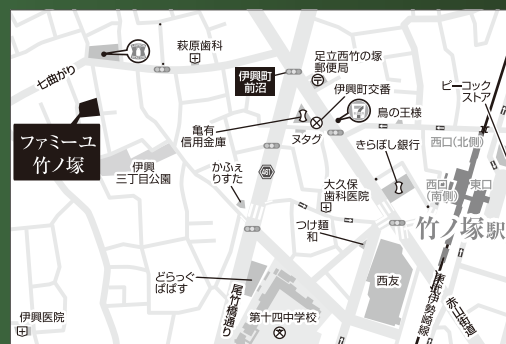 萩原歯科
七曲がり
足立西竹の塚
郵便局
伊興町
前沼
伊興町交番
ピーコック
ストア
7
鳥の王様
亀有
信用金庫
ヌタグ
ファミーユ
竹ノ塚
伊興
三丁目公園
きらぼし銀行
西口(北側)
かふぇ
りすた
大久保
歯科医院
西口
(南側)
東口
つけ麺
和
竹ノ塚駅
どらっぐ
ぱぱす
西友
尾竹橋通り
東武伊勢崎線
赤山街道
伊興医院
第十四中学校
文